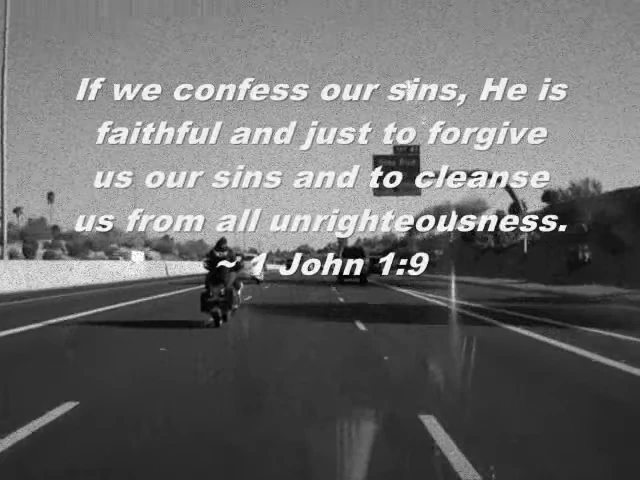 If we confess our sins, He is
faithful and just to forgive
us our sins and to cleanse
us from all unrighteousness.
~ 1 John 1:9